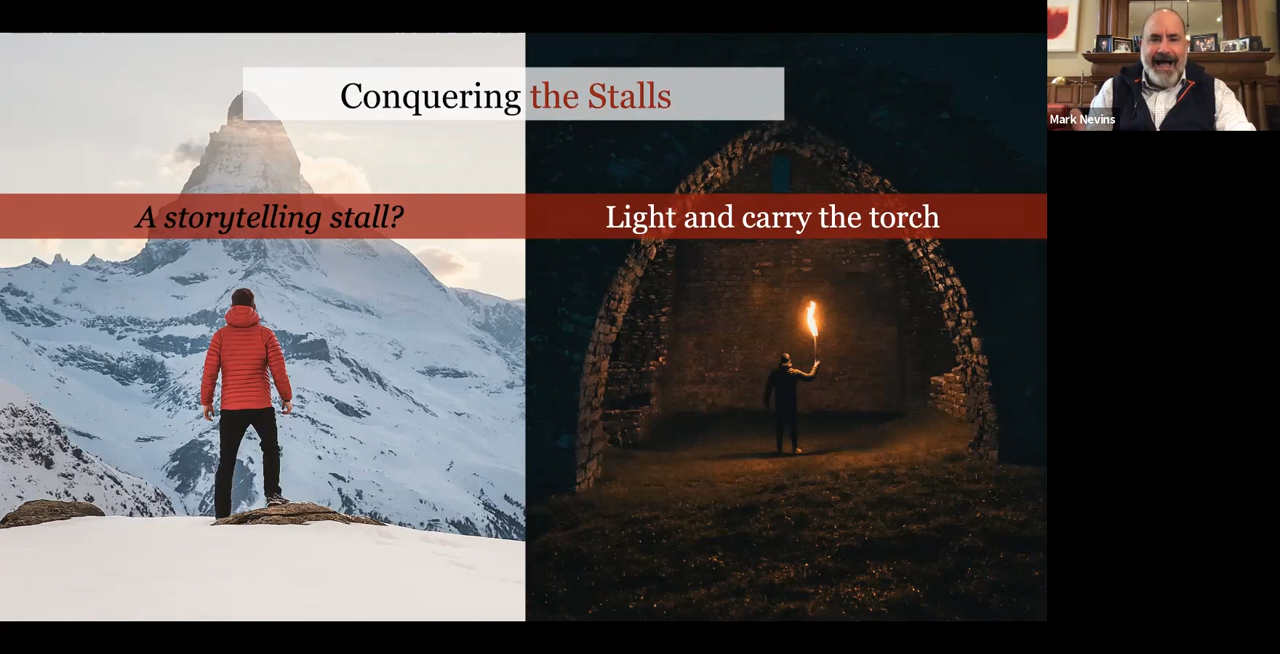 Conquering the Stalls
A storytelling stall?
Light and carry the torch
Mark Nevins